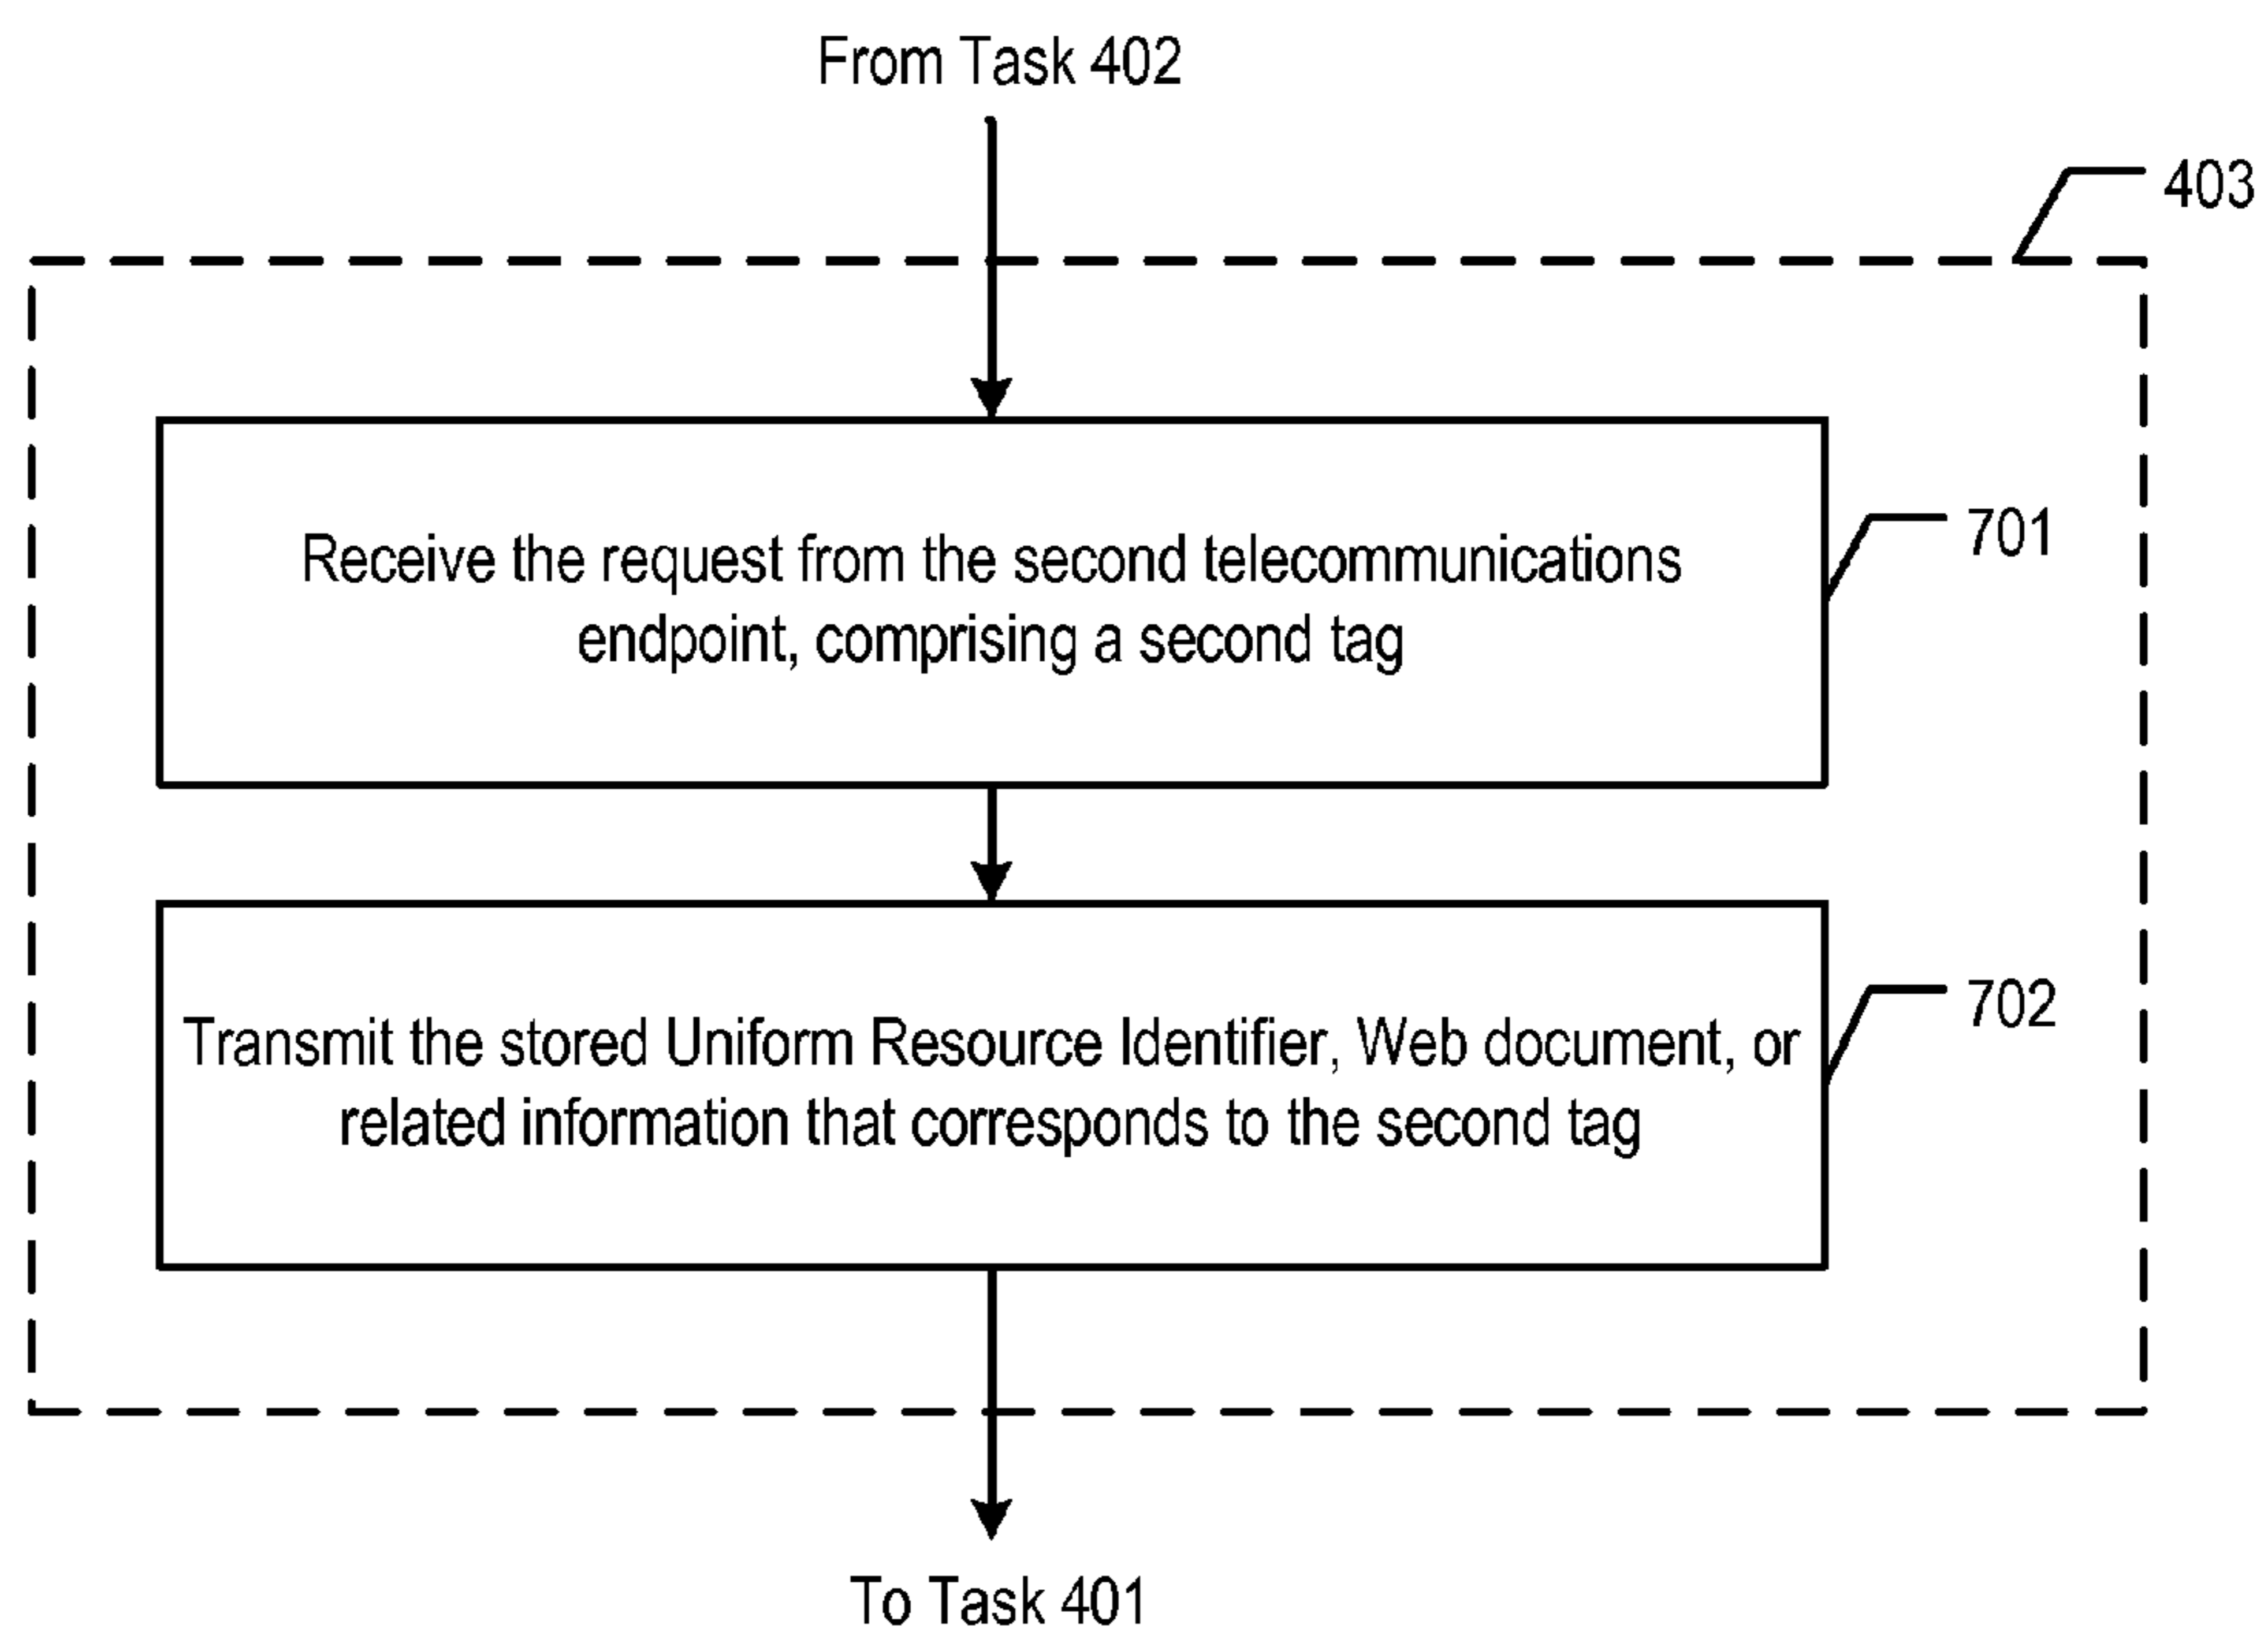 From Task 402
403
Receive the request from the second telecommunications
endpoint, comprising a second tag
701
Transmit the stored Uniform Resource Identifier, Web document, or
related information that corresponds to the second tag
702
To Task 401